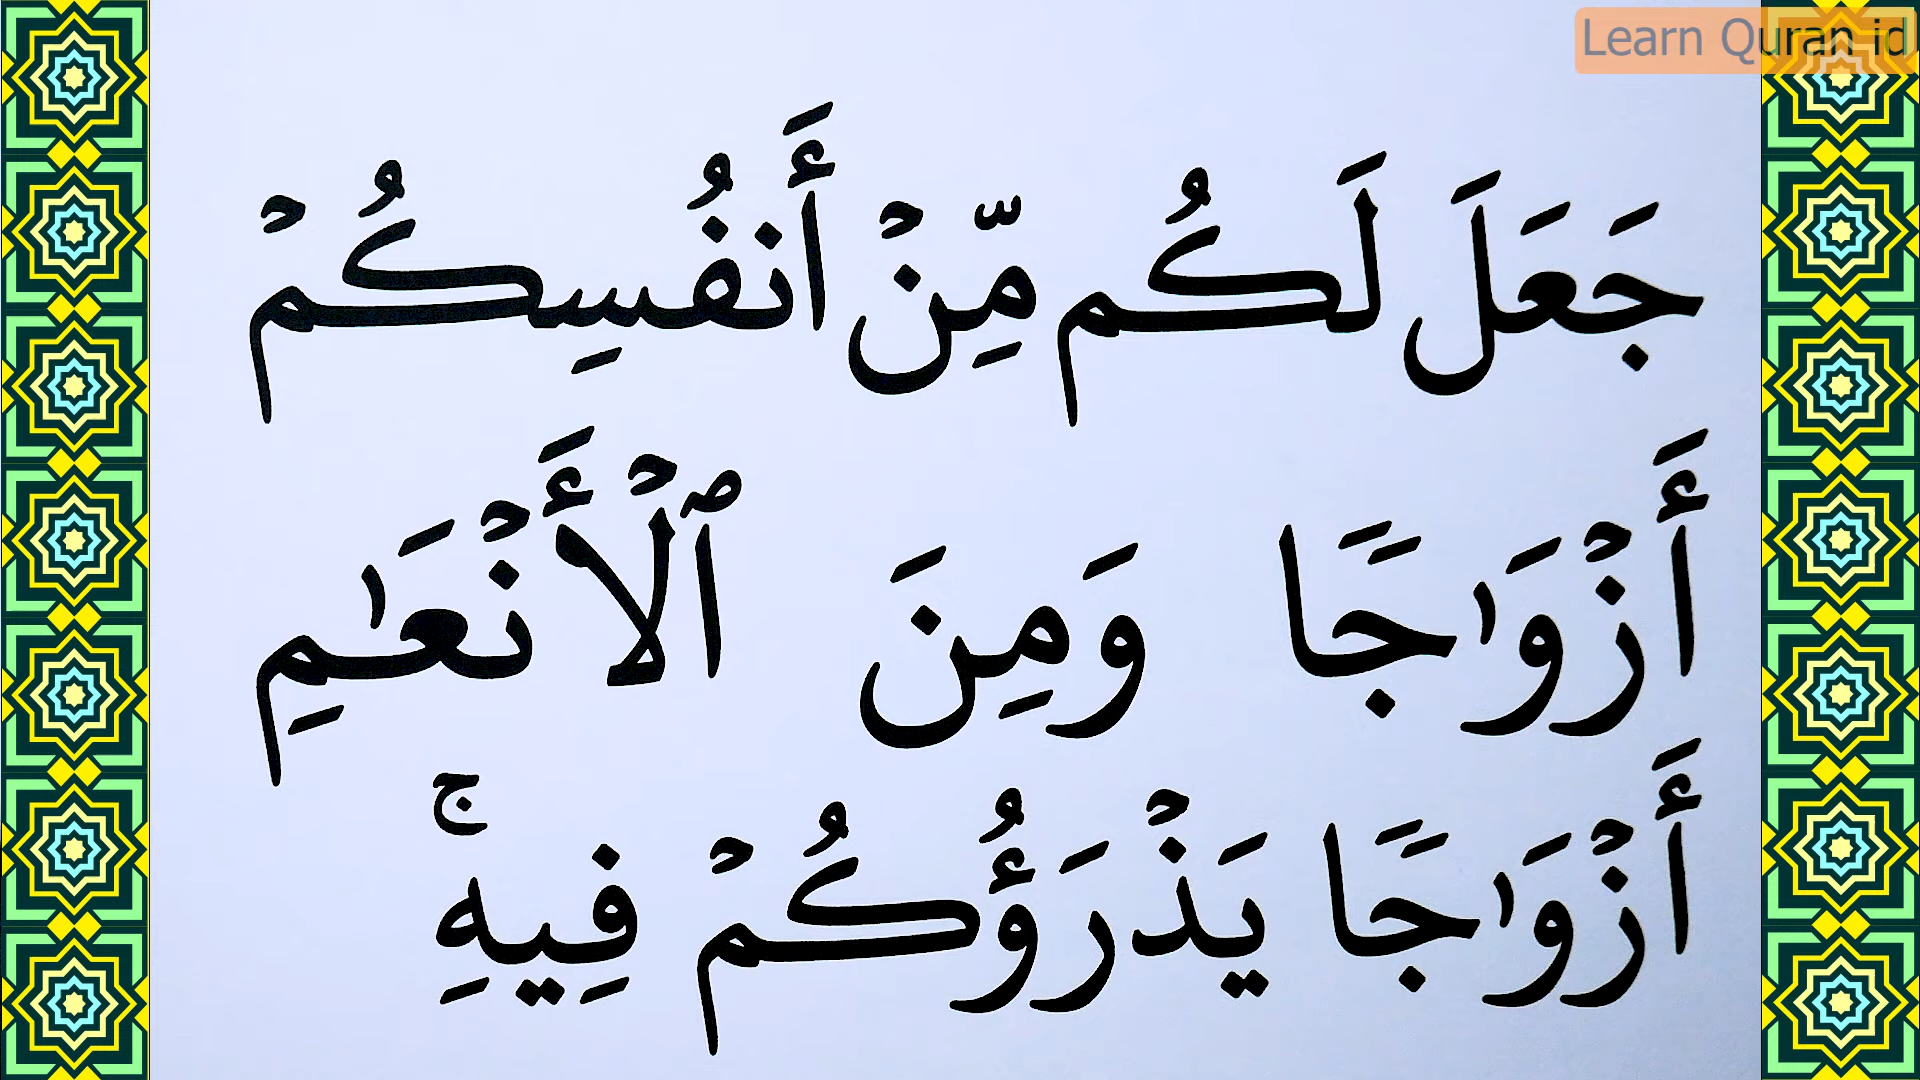 Learn Quran id
جَعَلَ لَكُم مِّنْ أَنفُسِكُمْ
أَزْوَٰجًا وَمِنَ ٱلْأَنْعَٰمِ
أَزْوَٰجًا يَذْرَؤُكُمْ فِيهِۚ